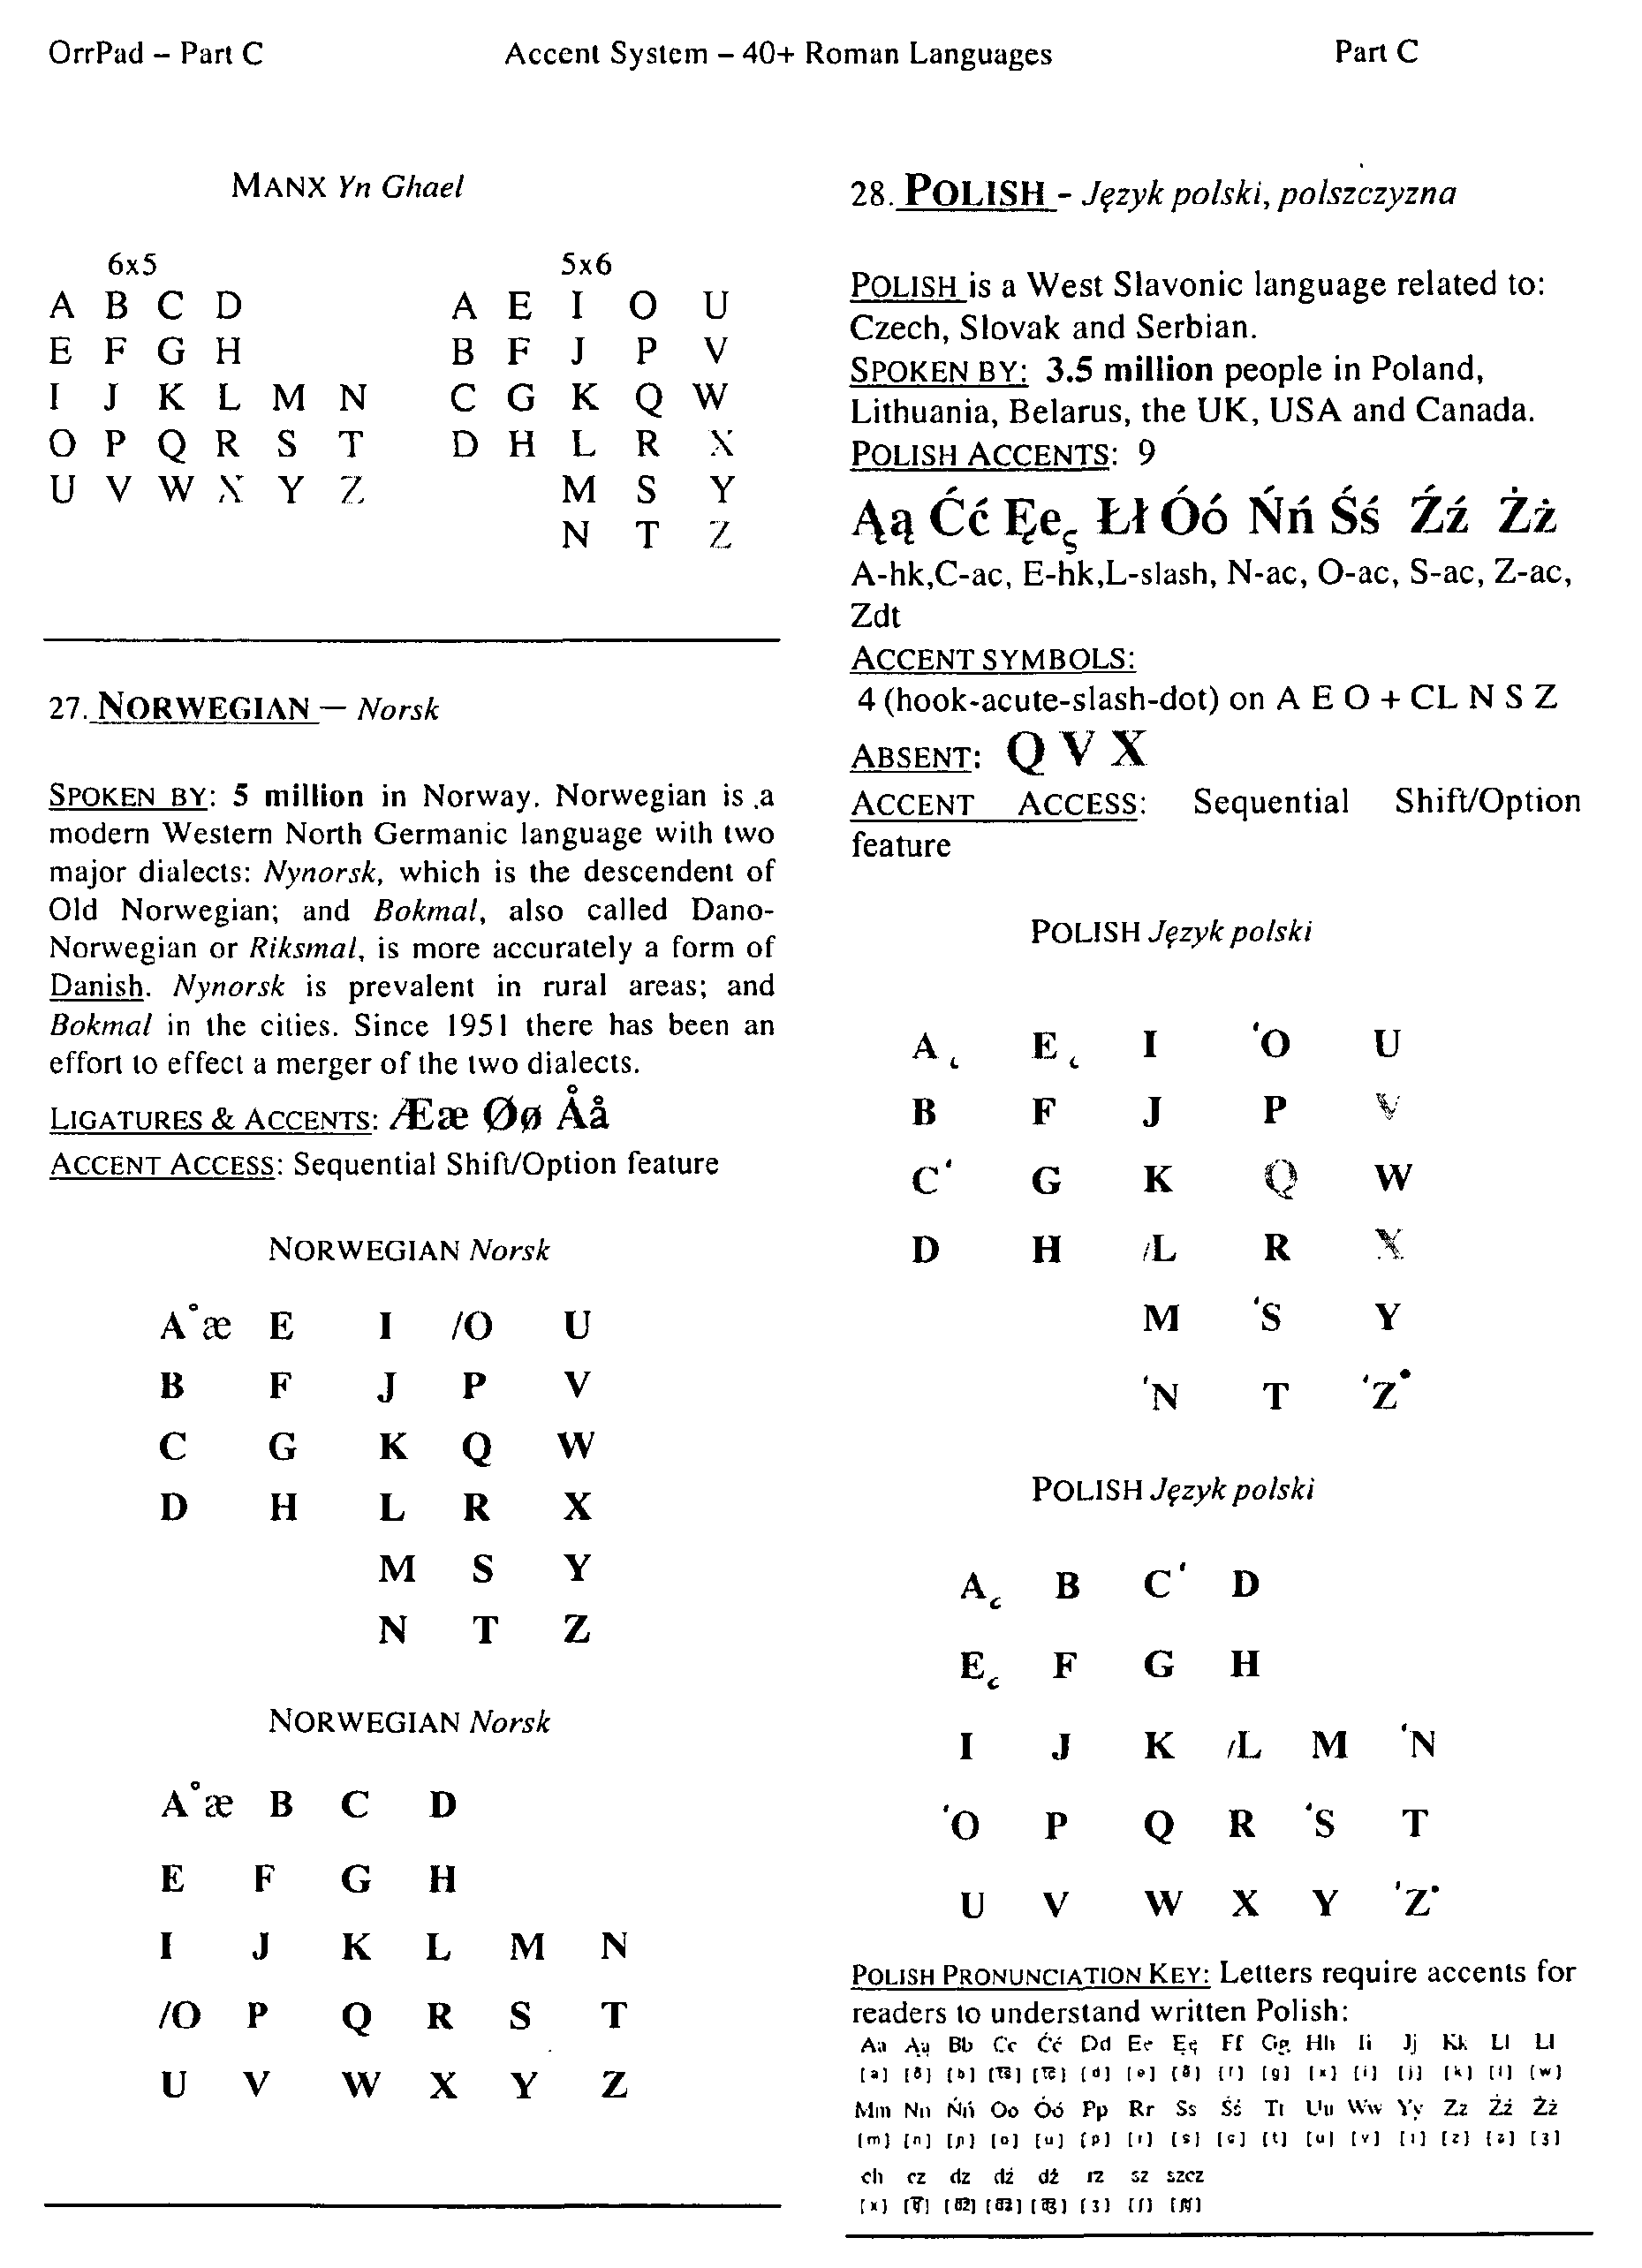 OrrPad – Part C Accent System – 40+ Roman Languages Part C
MANX Yn Ghael
6x5 5x6
A B C D A E I O U
E F G H B F J P V
I J K L M N C G K Q W
O P Q R S T D H L R X
U V W X Y Z M S Y
N T Z
27. NORWEGIAN — Norsk
SPOKEN BY: 5 million in Norway. Norwegian is .a
modern Western North Germanic language with two
major dialects: Nynorsk, which is the descendent of
Old Norwegian; and Bokmal, also called Dano-
Norwegian or Riksmal, is more accurately a form of
Danish. Nynorsk is prevalent in rural areas; and
Bokmal in the cities. Since 1951 there has been an
effort to effect a merger of the two dialects.
LIGATURES & ACCENTS: Ææ Øø Åå
ACCENT ACCESS: Sequential Shift/Option feature
NORWEGIAN Norsk
A°æ E I /O U
B F J P V
C G K Q W
D H L R X
M S Y
N T Z
NORWEGIAN Norsk
A°æ B C D
E F G H
I J K L M N
/O P Q R S T
U V W X Y Z
28. POLISH - Język polski, polszczyzna
POLISH is a West Slavonic language related to:
Czech, Slovak and Serbian.
SPOKEN BY: 3.5 million people in Poland,
Lithuania, Belarus, the UK, USA and Canada.
POLISH ACCENTS: 9
Ąą Ćć Ęę Łł Óó Ńń Śś Źź Żż
A-hk,C-ac, E-hk,L-slash, N-ac, O-ac, S-ac, Z-ac,
Zdt
ACCENT SYMBOLS:
4 (hook-acute-slash-dot) on A E O + CL N S Z
ABSENT: Q V X
ACCENT ACCESS: Sequential Shift/Option
feature
POLISH Język polski
A˛ E˛ I ‘O U
B F J P V
C‘ G K Q W
D H /L R X
M ‘S Y
‘N T ‘Z•
POLISH Język polski
A˛ B C‘ D
E˛ F G H
I J K /L M ‘N
‘O P Q R ‘S T
U V W X Y ‘Z•
POLISH PRONUNCIATION KEY: Letters require accents for
readers to understand written Polish:
Aa Ąą Bb Cc Ćć Dd Ee Ęę Ff Gg Hh Ii Jj Kk Ll Ll
[a] [b] [d] [e] [f] [g] [x] [i] [j] [k] [l] [w]
Mm Nn Ńń Oo Óó Pp Rr Ss Śś Tt Uu Ww Yy Zz Źź Żż
[m] [n] [ɲ] [o] [u] [p] [r] [s] [ɕ] [t] [u] [v] [z] [ʒ]
ch cz dz dź dż rz sz szcz
[x] [ʒ] [ʃ]